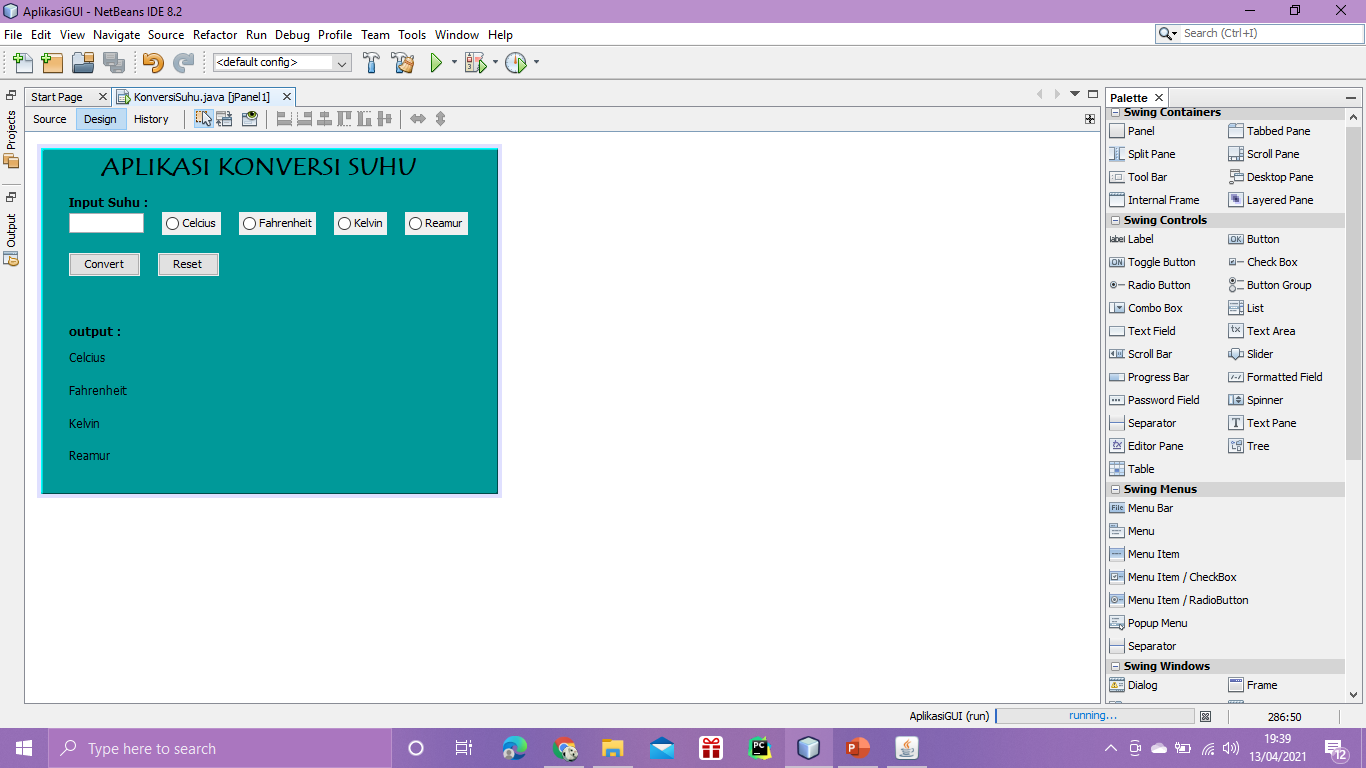 AplikasiGUI - NetBeans IDE 8.2
File Edit View Navigate Source Refactor Run Debug Profile Team Tools Window Help
Search (Ctrl+I)
<default config>
Projects
Output
Start Page
KonversiSuhu.java [jPanel1]
Source Design History
APLIKASI KONVERSI SUHU
Input Suhu :
Celcius Fahrenheit Kelvin Reamur
Convert Reset
output :
Celcius
Fahrenheit
Kelvin
Reamur
Palette
Swing Containers
Panel Tabbed Pane
Split Pane Scroll Pane
Tool Bar Desktop Pane
Internal Frame Layered Pane
Swing Controls
label Label OK Button
ON Toggle Button Check Box
Radio Button Button Group
Combo Box List
Text Field Text Area
Scroll Bar Slider
Progress Bar Formatted Field
Password Field Spinner
Separator Text Pane
Editor Pane Tree
Table
Swing Menus
File Menu Bar
Menu
Menu Item
Menu Item / CheckBox
Menu Item / RadioButton
Popup Menu
Separator
Swing Windows
Dialog Frame
AplikasiGUI (run) running... 286:50
Type here to search
PC
P
19:39
13/04/2021
12